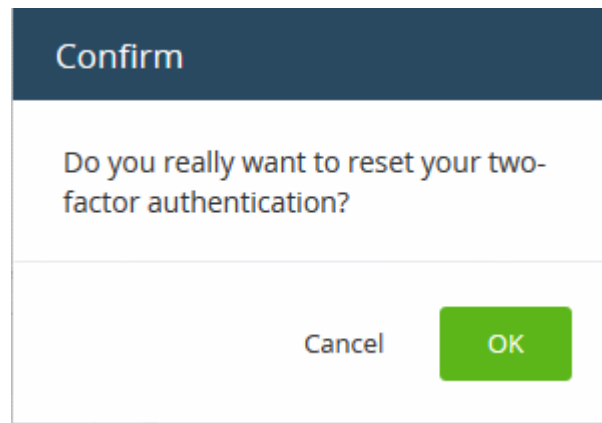 Confirm
Do you really want to reset your two-
factor authentication?
Cancel OK